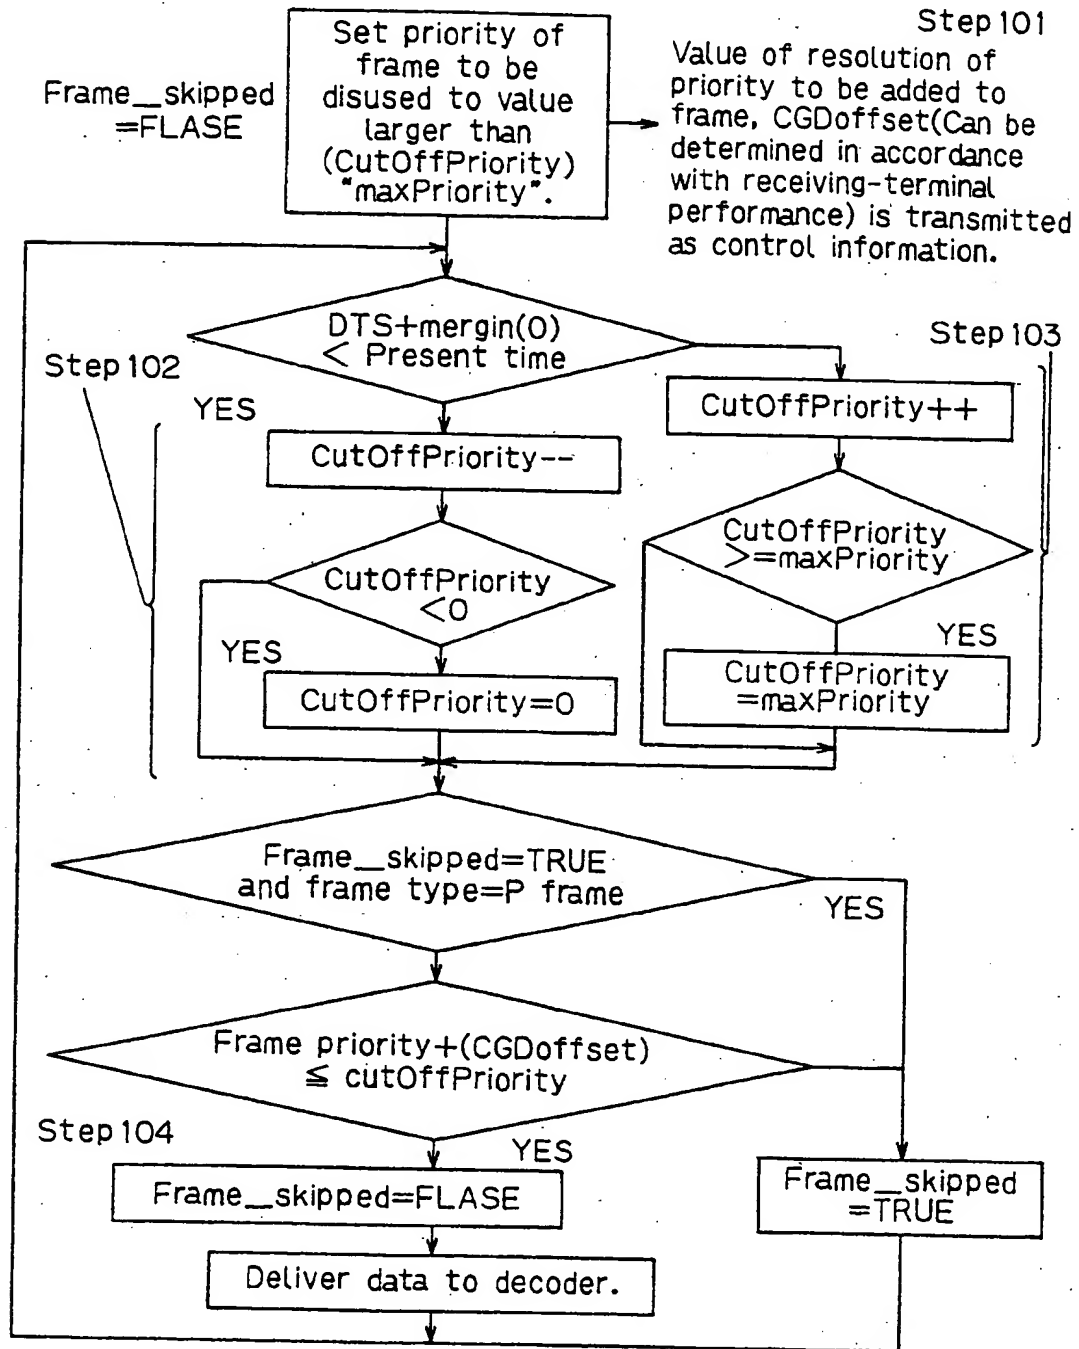 Step 101
Set priority of
frame to be
disused to value
larger than
(CutOffPriority)
"maxPriority".
Frame__skipped
=FLASE
Value of resolution of
priority to be added to
frame, CGDoffset(Can be
determined in accordance
with receiving-terminal
performance) is transmitted
as control information.
DTS+mergin(0)
< Present time
Step 103
Step 102
YES
CutOffPriority--
CutOffPriority++
CutOffPriority
<0
CutOffPriority
>=maxPriority
YES
YES
CutOffPriority=0
CutOffPriority
=maxPriority
Frame__skipped=TRUE
and frame type=P frame
YES
Frame priority+(CGDoffset)
≦ cutOffPriority
Step 104
YES
Frame__skipped=FLASE
Frame__skipped
=TRUE
Deliver data to decoder.